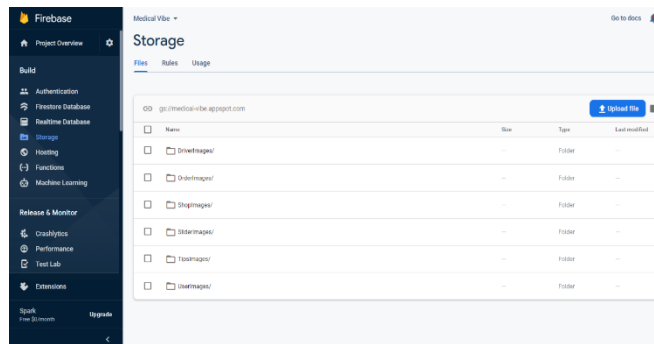 Firebase
Project Overview
Build
Authentication
Firestore Database
Realtime Database
Storage
Hosting
Functions
Machine Learning
Release & Monitor
Crashlytics
Performance
Test Lab
Extensions
Spark
Free $0/month
Upgrade
Medical Vibe
Go to docs
Storage
Files Rules Usage
gs://medical-vibe.appspot.com
Upload file
Name Size Type Last modified
DriverImages/ -- Folder --
OrderImages/ -- Folder --
ShopImages/ -- Folder --
SliderImages/ -- Folder --
TipsImages/ -- Folder --
UserImages/ -- Folder --